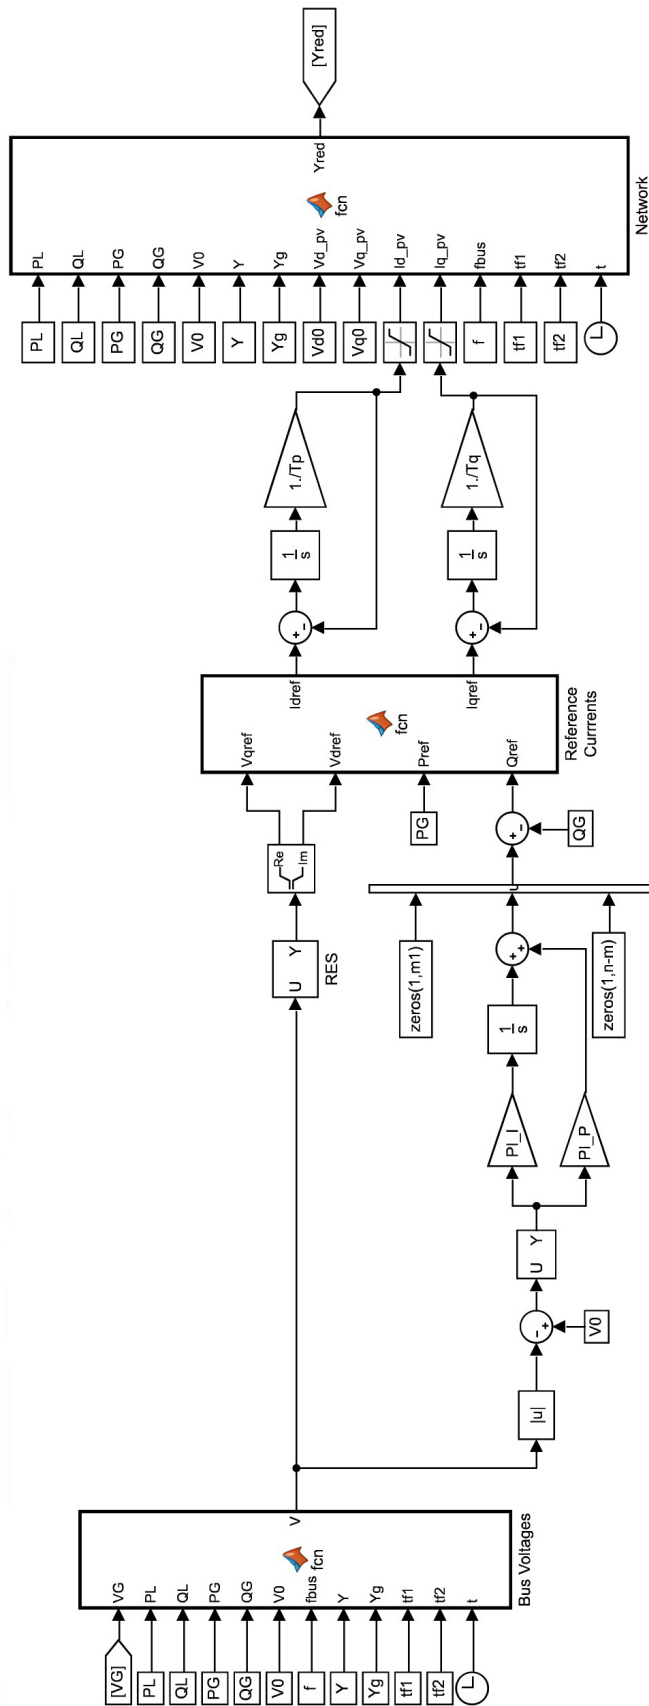 [VG]
PL
QL
PG
QG
V0
f
Y
Yg
tf1
tf2
VG
PL
QL
PG
QG
V0
fbus
Y
Yg
tf1
tf2
t
fcn
V
Bus Voltages
|u|
- +
V0
U Y
PI_I
PI_P
1
s
+ +
zeros(1,m1)
zeros(1,n-m)
U Y
RES
Re
Im
PG
+ -
QG
Vqref
Vdref
Pref
Qref
fcn
Idref
Iqref
Reference
Currrents
+ -
1
s
1./Tp
+ -
1
s
1./Tq
PL
QL
PG
QG
V0
Y
Yg
Vd0
Vq0
f
tf1
tf2
PL
QL
PG
QG
V0
Y
Yg
Vd_pv
Vq_pv
Id_pv
Iq_pv
fbus
tf1
tf2
t
fcn
Yred
Network
[Yred]